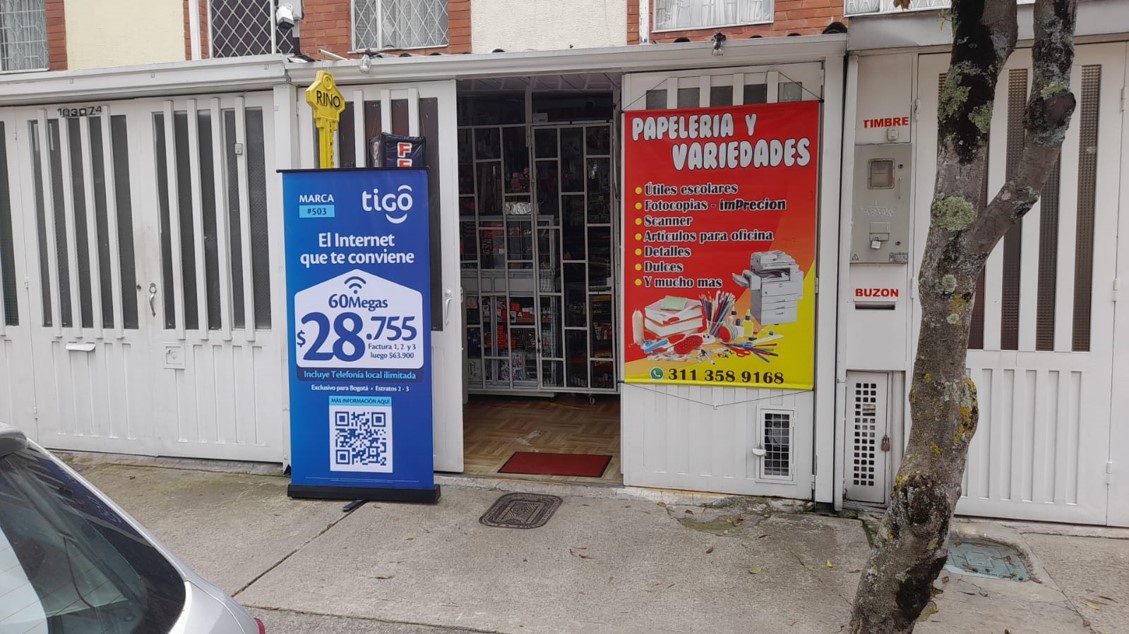 103D74
RINO
MARCA
#503
tigo
El Internet
que te conviene
60Megas
$28.755
Factura 1, 2 y 3
luego $63.900
Incluye Telefonía local ilimitada
Exclusivo para Bogotá • Estratos 2 - 3
MÁS INFORMACIÓN AQUÍ
PAPELERIA Y
VARIEDADES
Útiles escolares
Fotocopias - imPrecion
Scanner
Artículos para oficina
Detalles
Dulces
Y mucho mas
311 358 9168
TIMBRE
BUZON